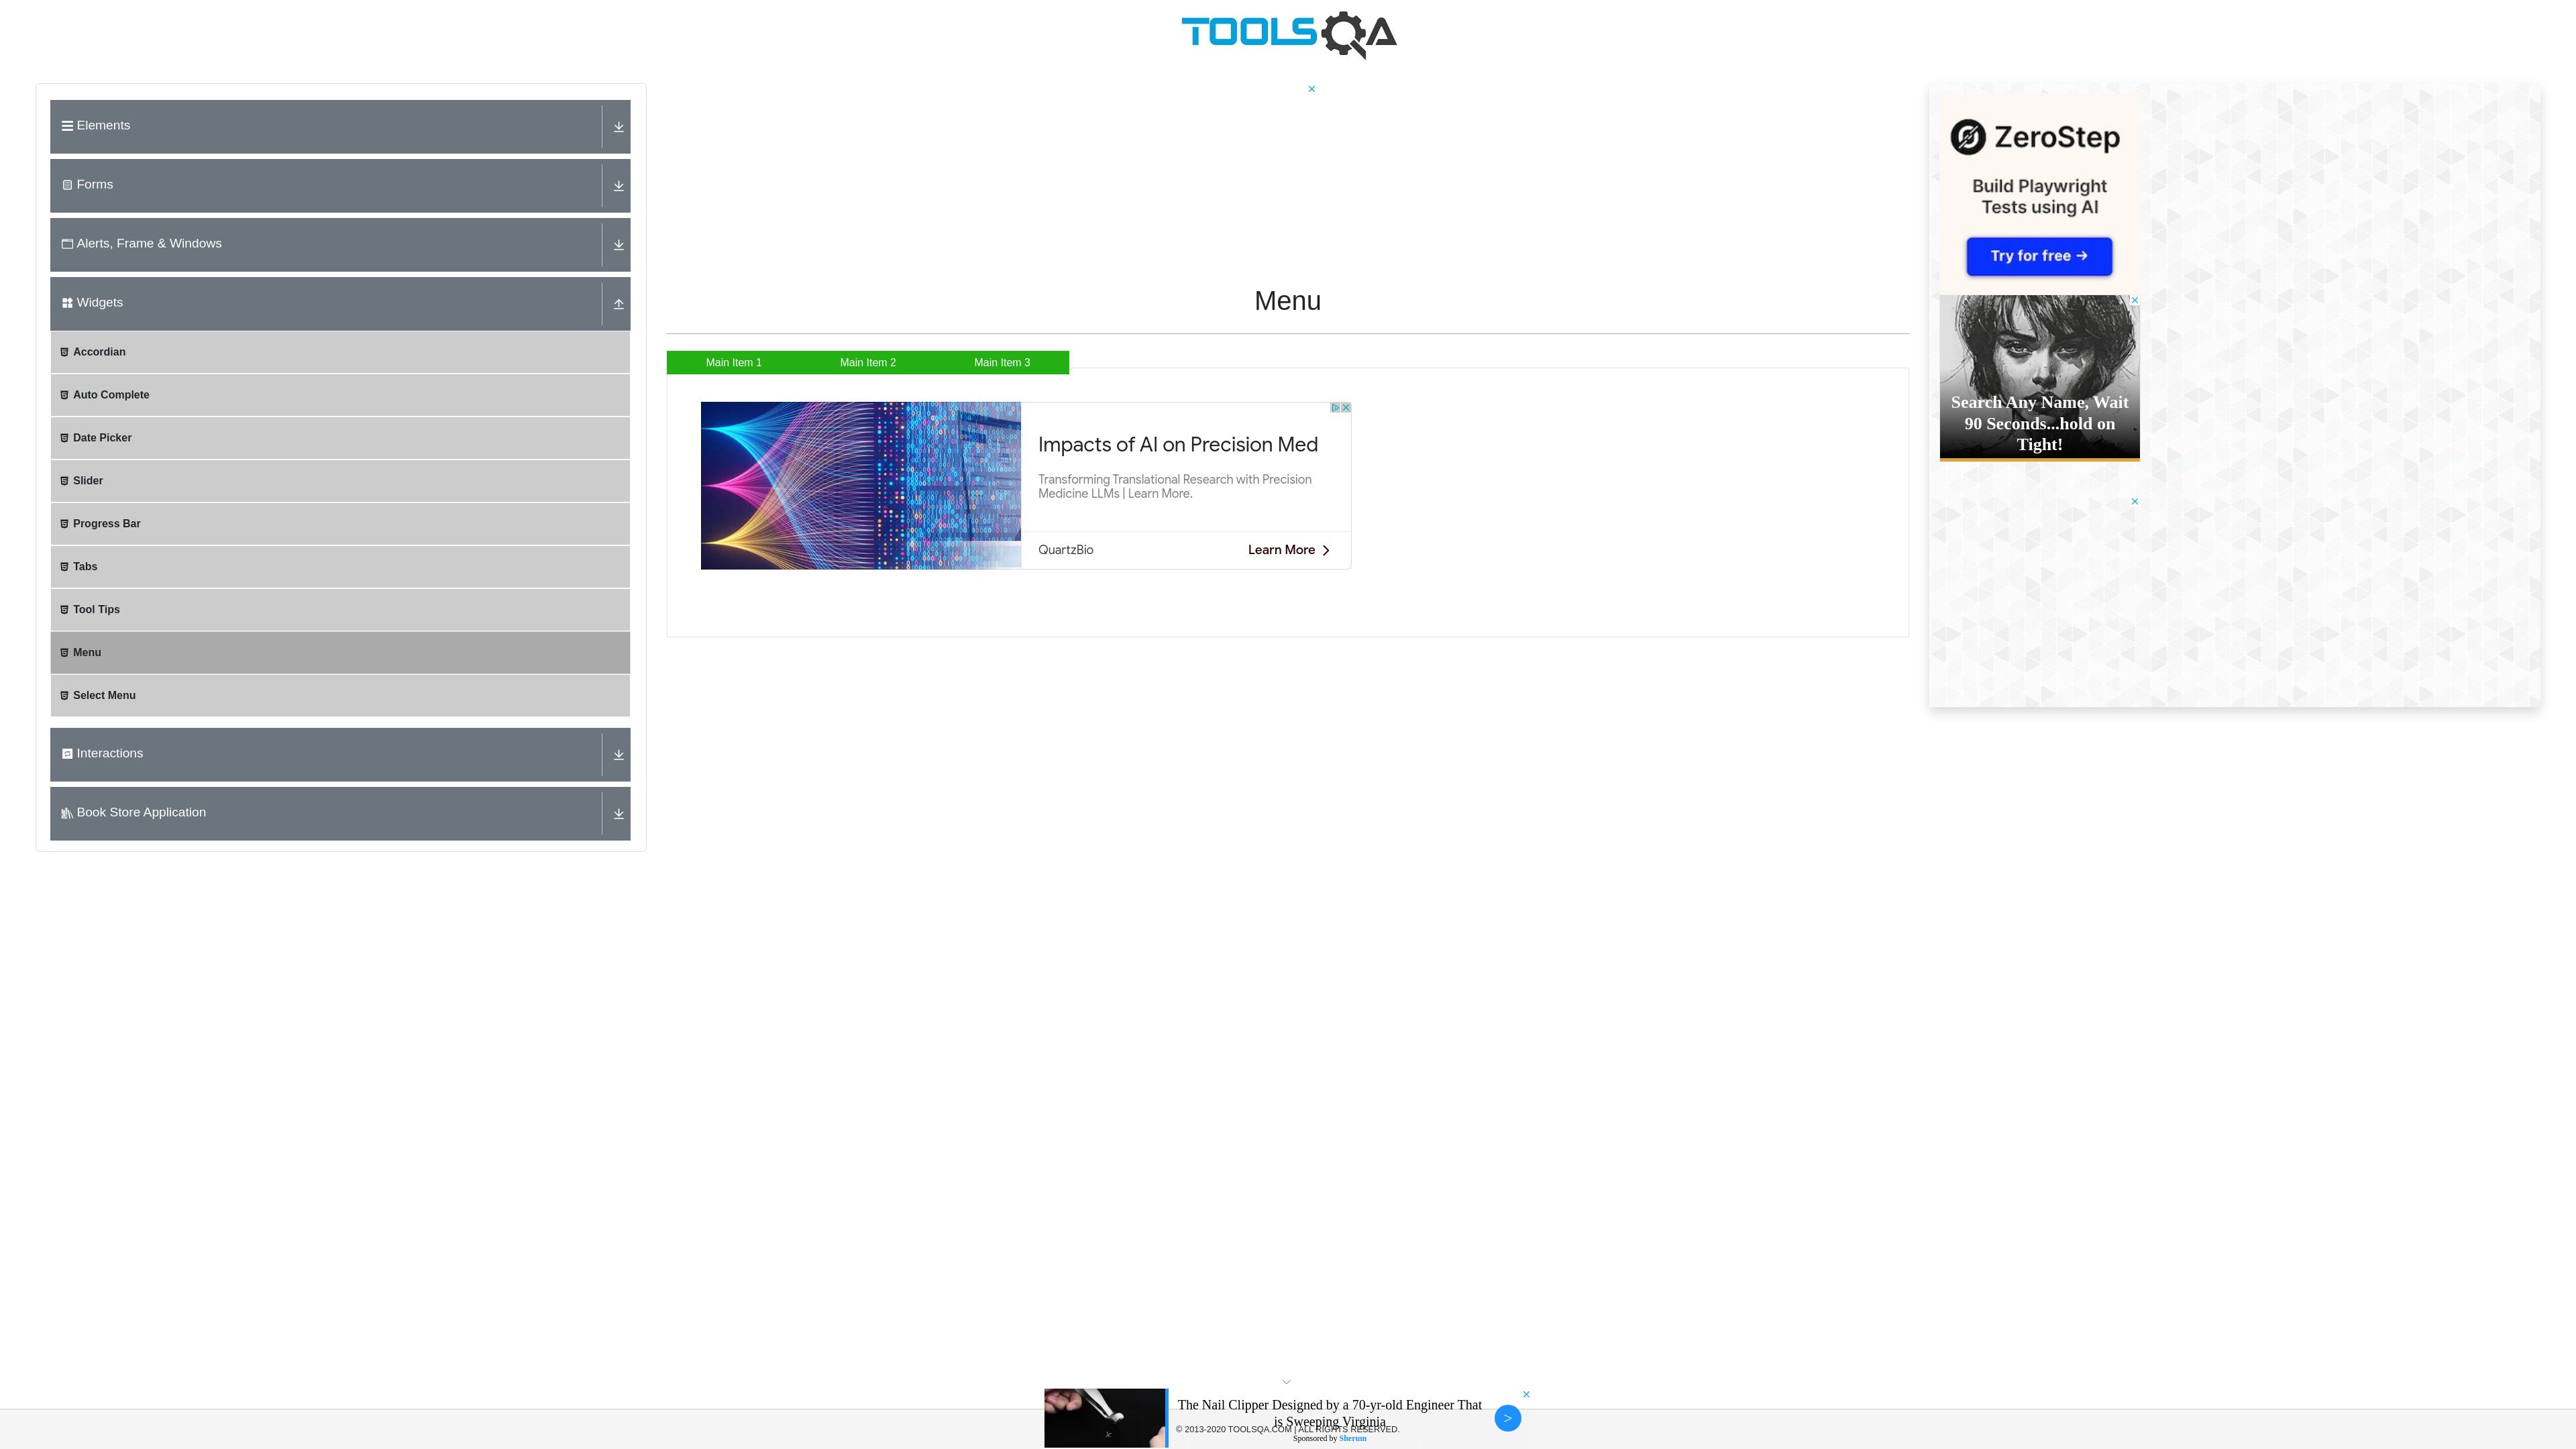 TOOLSQA
Elements
Forms
Alerts, Frame & Windows
Widgets
Accordian
Auto Complete
Date Picker
Slider
Progress Bar
Tabs
Tool Tips
Menu
Select Menu
Interactions
Book Store Application
Menu
Main Item 1
Main Item 2
Main Item 3
Impacts of AI on Precision Med
Transforming Translational Research with Precision
Medicine LLMs | Learn More.
QuartzBio
Learn More
ZeroStep
Build Playwright
Tests using AI
Try for free →
Search Any Name, Wait
90 Seconds...hold on
Tight!
The Nail Clipper Designed by a 70-yr-old Engineer That
is Sweeping Virginia
© 2013-2020 TOOLSQA.COM | ALL RIGHTS RESERVED.
Sponsored by Sherum